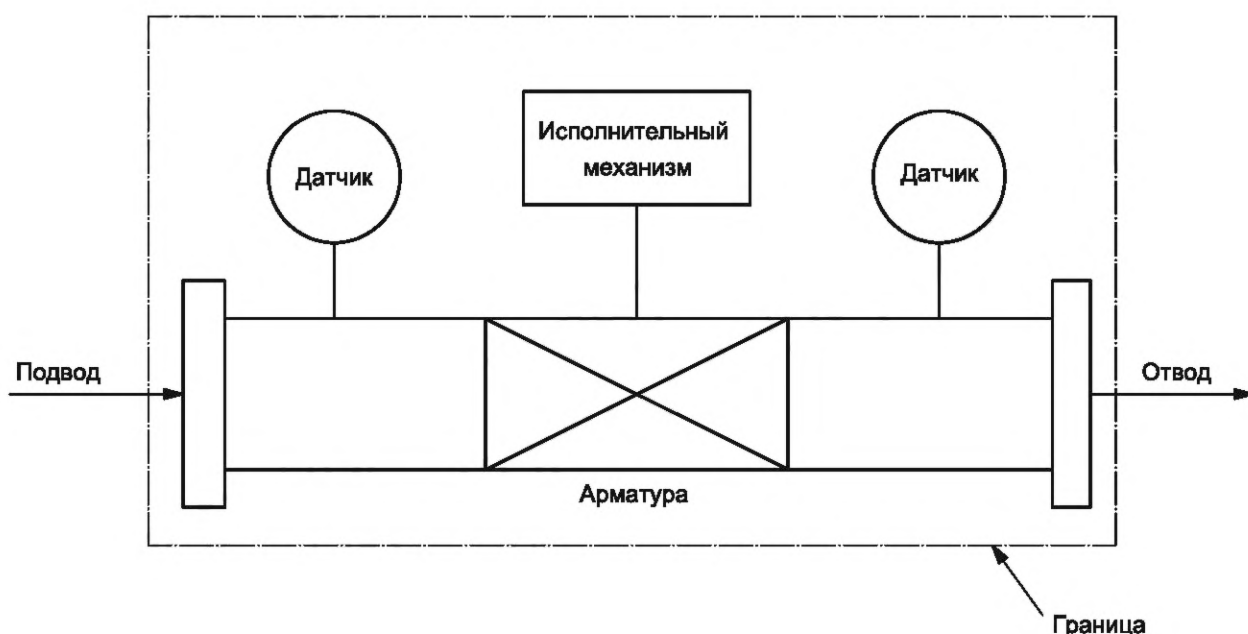 Исполнительный
механизм
Датчик
Датчик
Подвод
Отвод
Арматура
Граница